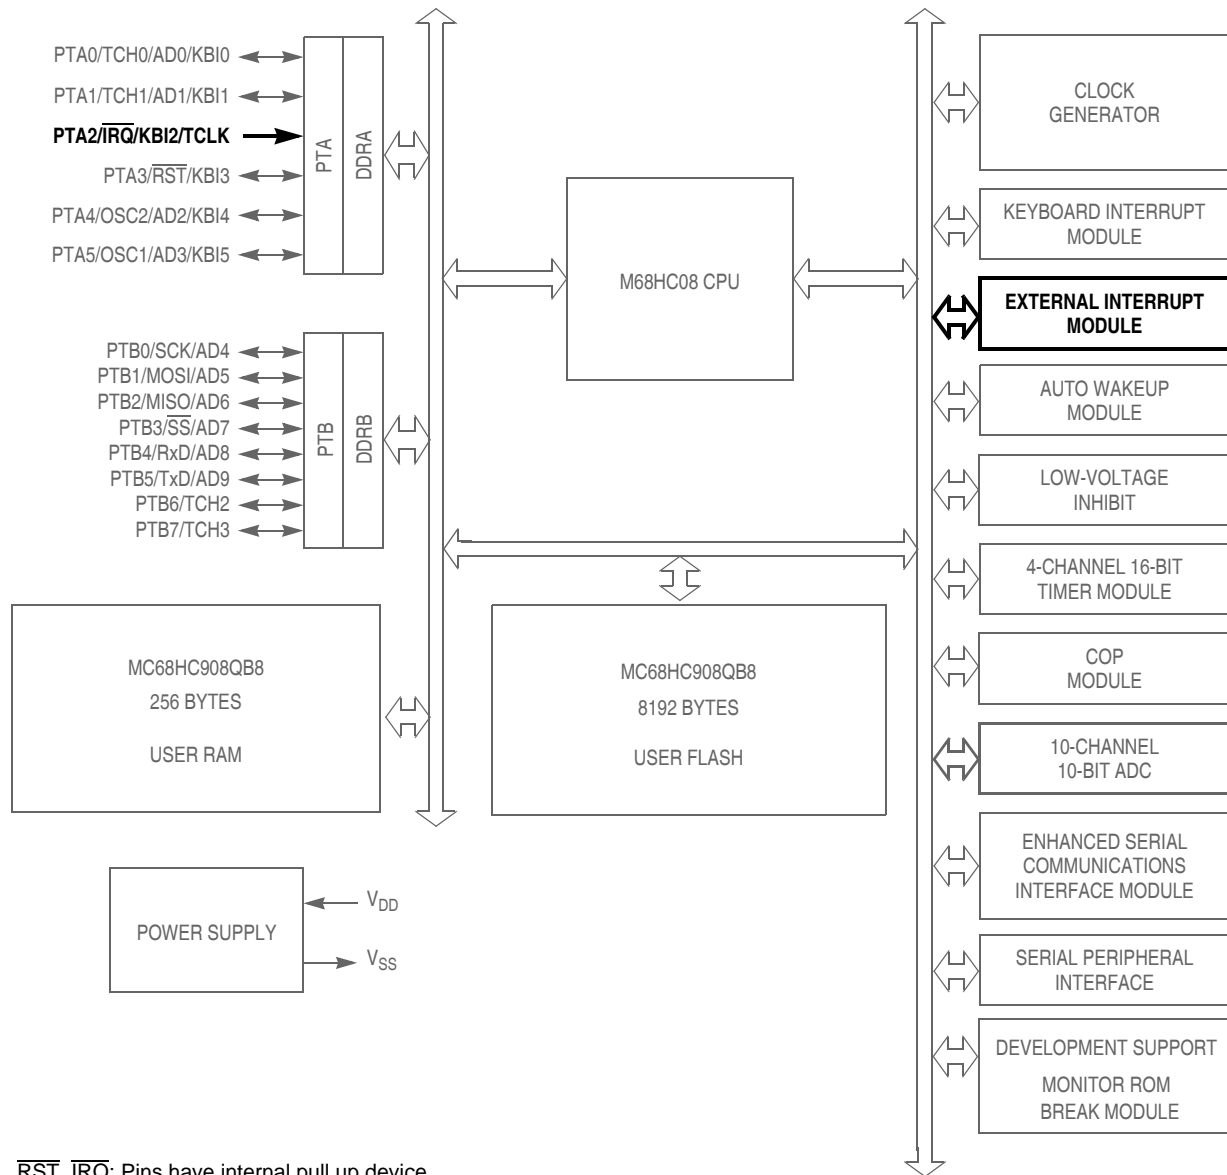 PTA0/TCH0/AD0/KBI0
PTA1/TCH1/AD1/KBI1
PTA2/I̅R̅Q̅/KBI2/TCLK
PTA3/R̅S̅T̅/KBI3
PTA4/OSC2/AD2/KBI4
PTA5/OSC1/AD3/KBI5
PTA
DDRA
PTB0/SCK/AD4
PTB1/MOSI/AD5
PTB2/MISO/AD6
PTB3/S̅S̅/AD7
PTB4/RxD/AD8
PTB5/TxD/AD9
PTB6/TCH2
PTB7/TCH3
PTB
DDRB
M68HC08 CPU
MC68HC908QB8
256 BYTES
USER RAM
MC68HC908QB8
8192 BYTES
USER FLASH
POWER SUPPLY
VDD
VSS
CLOCK
GENERATOR
KEYBOARD INTERRUPT
MODULE
EXTERNAL INTERRUPT
MODULE
AUTO WAKEUP
MODULE
LOW-VOLTAGE
INHIBIT
4-CHANNEL 16-BIT
TIMER MODULE
COP
MODULE
10-CHANNEL
10-BIT ADC
ENHANCED SERIAL
COMMUNICATIONS
INTERFACE MODULE
SERIAL PERIPHERAL
INTERFACE
DEVELOPMENT SUPPORT
MONITOR ROM
BREAK MODULE
R̅S̅T̅, I̅R̅Q̅: Pins have internal pull up device